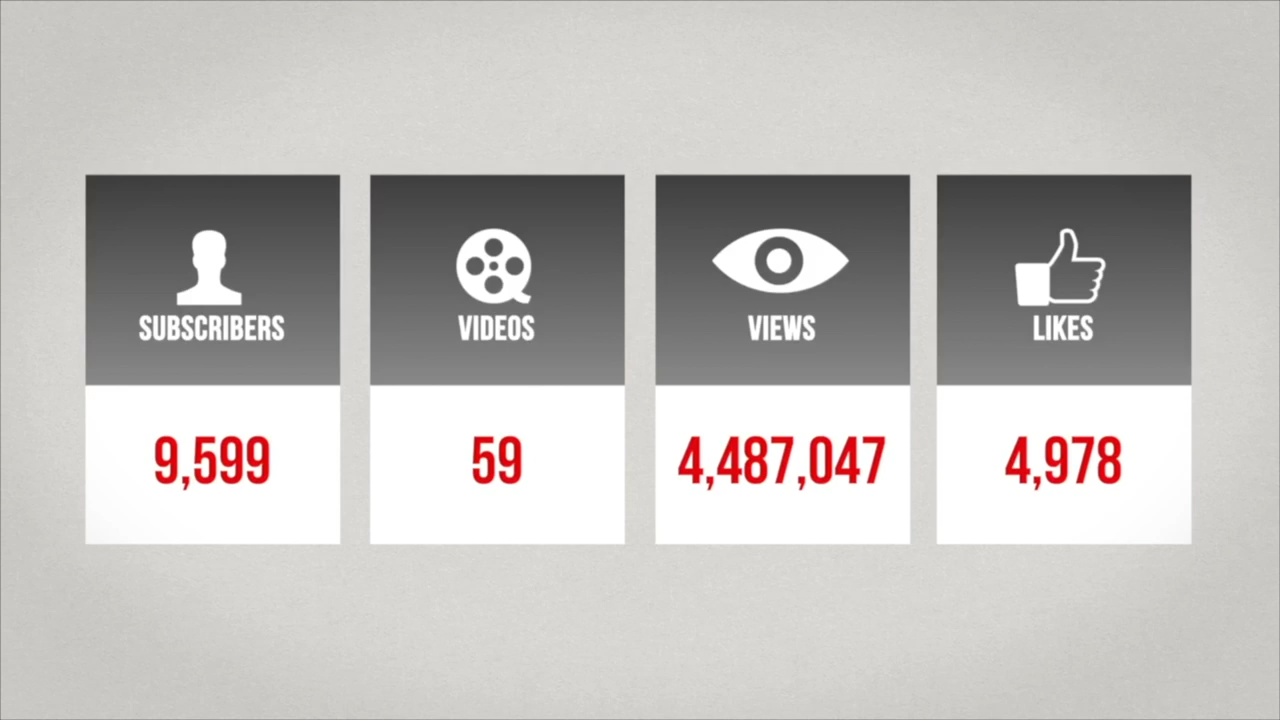 SUBSCRIBERS
9,599
VIDEOS
59
VIEWS
4,487,047
LIKES
4,978